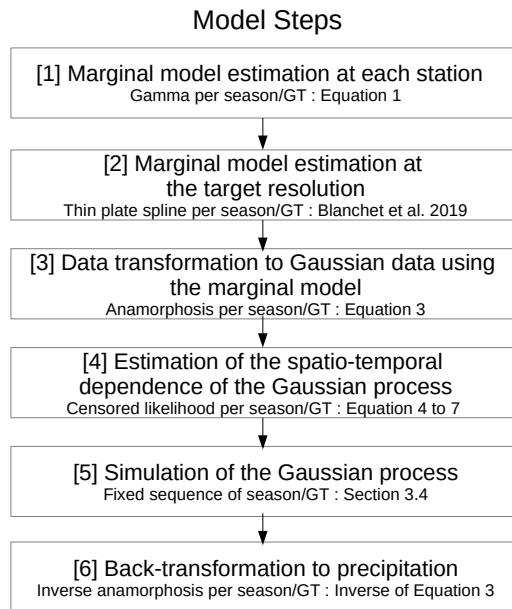 Model Steps
[1] Marginal model estimation at each station
Gamma per season/GT : Equation 1
[2] Marginal model estimation at
the target resolution
Thin plate spline per season/GT : Blanchet et al. 2019
[3] Data transformation to Gaussian data using
the marginal model
Anamorphosis per season/GT : Equation 3
[4] Estimation of the spatio-temporal
dependence of the Gaussian process
Censored likelihood per season/GT : Equation 4 to 7
[5] Simulation of the Gaussian process
Fixed sequence of season/GT : Section 3.4
[6] Back-transformation to precipitation
Inverse anamorphosis per season/GT : Inverse of Equation 3